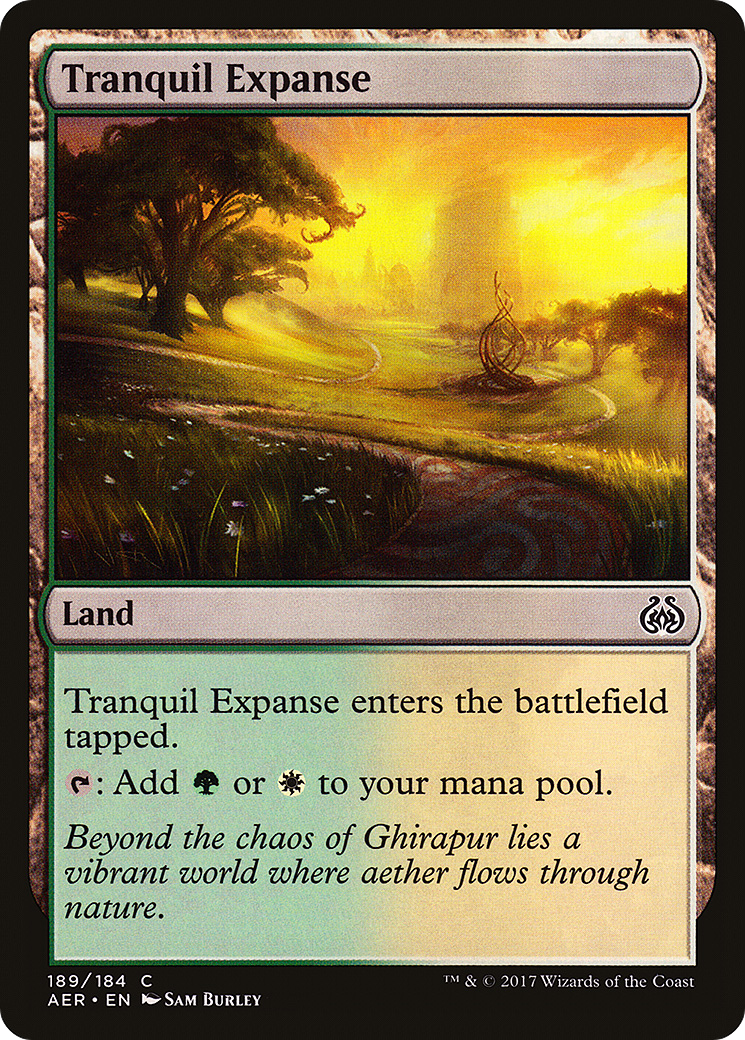 Tranquil Expanse
Land
Tranquil Expanse enters the battlefield
tapped.
: Add or to your mana pool.
Beyond the chaos of Ghirapur lies a
vibrant world where aether flows through
nature.
189/184 C
™ & © 2017 Wizards of the Coast
AER • EN Sam Burley